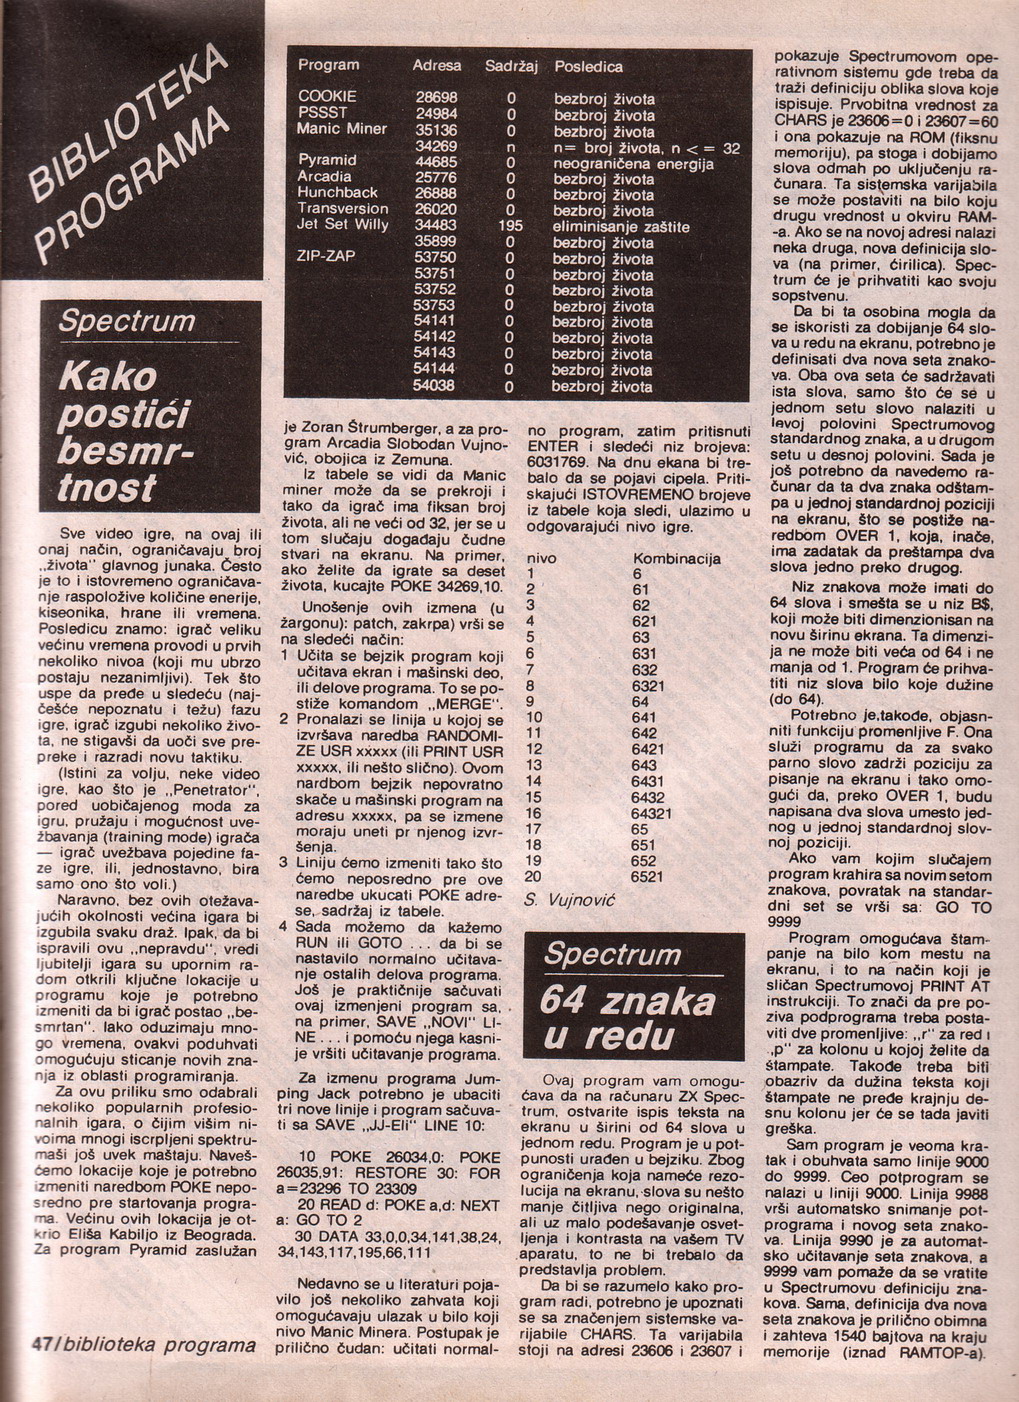 BIBLIOTEKA
PROGRAMA
Spectrum
Kako
postići
besmr-
tnost
Sve video igre, na ovaj ili
onaj način, ograničavaju broj
„života" glavnog junaka. Često
je to i istovremeno ograničava-
nje raspoložive količine enerije,
kiseonika, hrane ili vremena.
Posledicu znamo: igrač veliku
većinu vremena provodi u prvih
nekoliko nivoa (koji mu ubrzo
postaju nezanimljivi). Tek što
uspe da pređe u sledeću (naj-
češće nepoznatu i težu) fazu
igre, igrač izgubi nekoliko živo-
ta, ne stigavši da uoči sve pre-
preke i razradi novu taktiku.
(Istini za volju, neke video
igre, kao što je „Penetrator",
pored uobičajenog moda za
igru, pružaju i mogućnost uve-
žbavanja (training mode) igrača
— igrač uvežbava pojedine fa-
ze igre, ili, jednostavno, bira
samo ono što voli.)
Naravno, bez ovih otežava-
jućih okolnosti većina igara bi
izgubila svaku draž. Ipak, da bi
ispravili ovu „nepravdu", vredi
ljubitelji igara su upornim ra-
dom otkrili ključne lokacije u
programu koje je potrebno
izmeniti da bi igrač postao „be-
smrtan". Iako oduzimaju mno-
go vremena, ovakvi poduhvati
omogućuju sticanje novih zna-
nja iz oblasti programiranja.
Za ovu priliku smo odabrali
nekoliko popularnih profesio-
nalnih igara, o čijim višim ni-
voima mnogi iscrpljeni spektru-
maši još uvek maštaju. Naveš-
ćemo lokacije koje je potrebno
izmeniti naredbom POKE nepo-
sredno pre startovanja progra-
ma. Većinu ovih lokacija je ot-
krio Eliša Kabiljo iz Beograda.
Za program Pyramid zaslužan
47/biblioteka programa
Program Adresa Sadržaj Posledica
COOKIE 28698 0 bezbroj života
PSSST 24984 0 bezbroj života
Manic Miner 35136 0 bezbroj života
34269 n n= broj života, n < = 32
Pyramid 44685 0 neograničena energija
Arcadia 25776 0 bezbroj života
Hunchback 26888 0 bezbroj života
Transversion 26020 0 bezbroj života
Jet Set Willy 34483 195 eliminisanje zaštite
35899 0 bezbroj života
ZIP-ZAP 53750 0 bezbroj života
53751 0 bezbroj života
53752 0 bezbroj života
53753 0 bezbroj života
54141 0 bezbroj života
54142 0 bezbroj života
54143 0 bezbroj života
54144 0 bezbroj života
54038 0 bezbroj života
je Zoran Štrumberger, a za pro-
gram Arcadia Slobodan Vujno-
vić, obojica iz Zemuna.
Iz tabele se vidi da Manic
miner može da se prekroji i
tako da igrač ima fiksan broj
života, ali ne veći od 32, jer se u
tom slučaju događaju čudne
stvari na ekranu. Na primer,
ako želite da igrate sa deset
života, kucajte POKE 34269,10.
Unošenje ovih izmena (u
žargonu): patch, zakrpa) vrši se
na sledeći način:
1 Učita se bejzik program koji
učitava ekran i mašinski deo,
ili delove programa. To se po-
stiže komandom „MERGE".
2 Pronalazi se linija u kojoj se
izvršava naredba RANDOMI-
ZE USR xxxxx (ili PRINT USR
xxxxx, ili nešto slično). Ovom
nardbom bejzik nepovratno
skače u mašinski program na
adresu xxxxx, pa se izmene
moraju uneti pr njenog izvr-
šenja.
3 Liniju ćemo izmeniti tako što
ćemo neposredno pre ove
naredbe ukucati POKE adre-
se, sadržaj iz tabele.
4 Sada možemo da kažemo
RUN ili GOTO ... da bi se
nastavilo normalno učitava-
nje ostalih delova programa.
Još je praktičnije sačuvati
ovaj izmenjeni program sa,
na primer, SAVE „NOVI" LI-
NE ... i pomoću njega kasni-
je vršiti učitavanje programa.
Za izmenu programa Jum-
ping Jack potrebno je ubaciti
tri nove linije i program sačuva-
ti sa SAVE „JJ-Eli" LINE 10:
10 POKE 26034,0: POKE
26035,91: RESTORE 30: FOR
a=23296 TO 23309
20 READ d: POKE a,d: NEXT
a: GO TO 2
30 DATA 33,0,0,34,141,38,24,
34,143,117,195,66,111
Nedavno se u literaturi poja-
vilo još nekoliko zahvata koji
omogućavaju ulazak u bilo koji
nivo Manic Minera. Postupak je
prilično čudan: učitati normal-
no program, zatim pritisnuti
ENTER i sledeći niz brojeva:
6031769. Na dnu ekana bi tre-
balo da se pojavi cipela. Priti-
skajući ISTOVREMENO brojeve
iz tabele koja sledi, ulazimo u
odgovarajući nivo igre.
nivo Kombinacija
1 6
2 61
3 62
4 621
5 63
6 631
7 632
8 6321
9 64
10 641
11 642
12 6421
13 643
14 6431
15 6432
16 64321
17 65
18 651
19 652
20 6521
S. Vujnović
Spectrum
64 znaka
u redu
Ovaj program vam omogu-
ćava da na računaru ZX Spec-
trum, ostvarite ispis teksta na
ekranu u širini od 64 slova u
jednom redu. Program je u pot-
punosti urađen u bejziku. Zbog
ograničenja koja nameće rezo-
lucija na ekranu, slova su nešto
manje čitljiva nego originalna,
ali uz malo podešavanje osvet-
ljenja i kontrasta na vašem TV
aparatu, to ne bi trebalo da
predstavlja problem.
Da bi se razumelo kako pro-
gram radi, potrebno je upoznati
se sa značenjem sistemske va-
rijabile CHARS. Ta varijabila
stoji na adresi 23606 i 23607 i
pokazuje Spectrumovom ope-
rativnom sistemu gde treba da
traži definiciju oblika slova koje
ispisuje. Prvobitna vrednost za
CHARS je 23606=0 i 23607=60
i ona pokazuje na ROM (fiksnu
memoriju), pa stoga i dobijamo
slova odmah po uključenju ra-
čunara. Ta sistemska varijabila
se može postaviti na bilo koju
drugu vrednost u okviru RAM-
-a. Ako se na novoj adresi nalazi
neka druga, nova definicija slo-
va (na primer, ćirilica). Spec-
trum će je prihvatiti kao svoju
sopstvenu.
Da bi ta osobina mogla da
se iskoristi za dobijanje 64 slo-
va u redu na ekranu, potrebno je
definisati dva nova seta znako-
va. Oba ova seta će sadržavati
ista slova, samo što će se u
jednom setu slovo nalaziti u
levoj polovini Spectrumovog
standardnog znaka, a u drugom
setu u desnoj polovini. Sada je
još potrebno da navedemo ra-
čunar da ta dva znaka odštam-
pa u jednoj standardnoj poziciji
na ekranu, što se postiže na-
redbom OVER 1, koja, inače,
ima zadatak da preštampa dva
slova jedno preko drugog.
Niz znakova može imati do
64 slova i smešta se u niz B$,
koji može biti dimenzionisan na
novu širinu ekrana. Ta dimenzi-
ja ne može biti veća od 64 i ne
manja od 1. Program će prihva-
titi niz slova bilo koje dužine
(do 64).
Potrebno je,takođe, objasn-
niti funkciju promenljive F. Ona
služi programu da za svako
parno slovo zadrži poziciju za
pisanje na ekranu i tako omo-
gući da, preko OVER 1, budu
napisana dva slova umesto jed-
nog u jednoj standardnoj slov-
noj poziciji.
Ako vam kojim slučajem
program krahira sa novim setom
znakova, povratak na standar-
dni set se vrši sa: GO TO
9999
Program omogućava štam-
panje na bilo kom mestu na
ekranu, i to na način koji je
sličan Spectrumovoj PRINT AT
instrukciji. To znači da pre po-
ziva podprograma treba posta-
viti dve promenljive: „r" za red i
„p" za kolonu u kojoj želite da
štampate. Takođe treba biti
obazriv da dužina teksta koji
štampate ne pređe krajnju de-
snu kolonu jer će se tada javiti
greška.
Sam program je veoma kra-
tak i obuhvata samo linije 9000
do 9999. Ceo potprogram se
nalazi u liniji 9000. Linija 9988
vrši automatsko snimanje pot-
programa i novog seta znako-
va. Linija 9990 je za automat-
sko učitavanje seta znakova, a
9999 vam pomaže da se vratite
u Spectrumovu definiciju zna-
kova. Sama, definicija dva nova
seta znakova je prilično obimna
i zahteva 1540 bajtova na kraju
memorije (iznad RAMTOP-a).